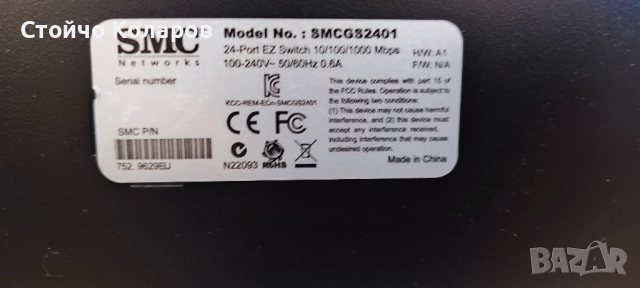 Стойчо Коларов
SMC
Networks
Model No. : SMCGS2401
24-Port EZ Switch 10/100/1000 Mbps
100-240V~ 50/60Hz 0.6A
H/W: A1
F/W: N/A
Serial number
KCC-REM-ECn-SMCGS2401
This device complies with part 15 of
the FCC Rules. Operation is subject to
the following two conditions:
(1) This device may not cause harmful
interference, and (2) this device must
accept any interference received,
including interference that may cause
undesired operation.
SMC P/N
752. 9629EU
CE FC
N22093
RoHS
Made in China
BAZAR